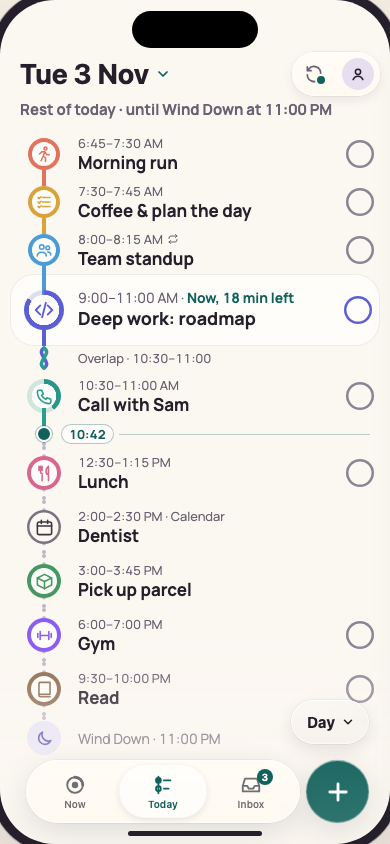 Tue 3 Nov
Rest of today · until Wind Down at 11:00 PM
6:45–7:30 AM
Morning run
7:30–7:45AM
Coffee & plan the day
8:00–8:15 AM
Team standup
9:00–11:00 AM · Now, 18 min left
Deep work: roadmap
Overlap · 10:30–11:00
10:30–11:00 AM
Call with Sam
10:42
12:30–1:15 PM
Lunch
2:00–2:30 PM · Calendar
Dentist
3:00–3:45 PM
Pick up parcel
6:00–7:00 PM
Gym
9:30–10:00 PM
Read
Day
Wind Down · 11:00 PM
3
Now
Today
Inbox